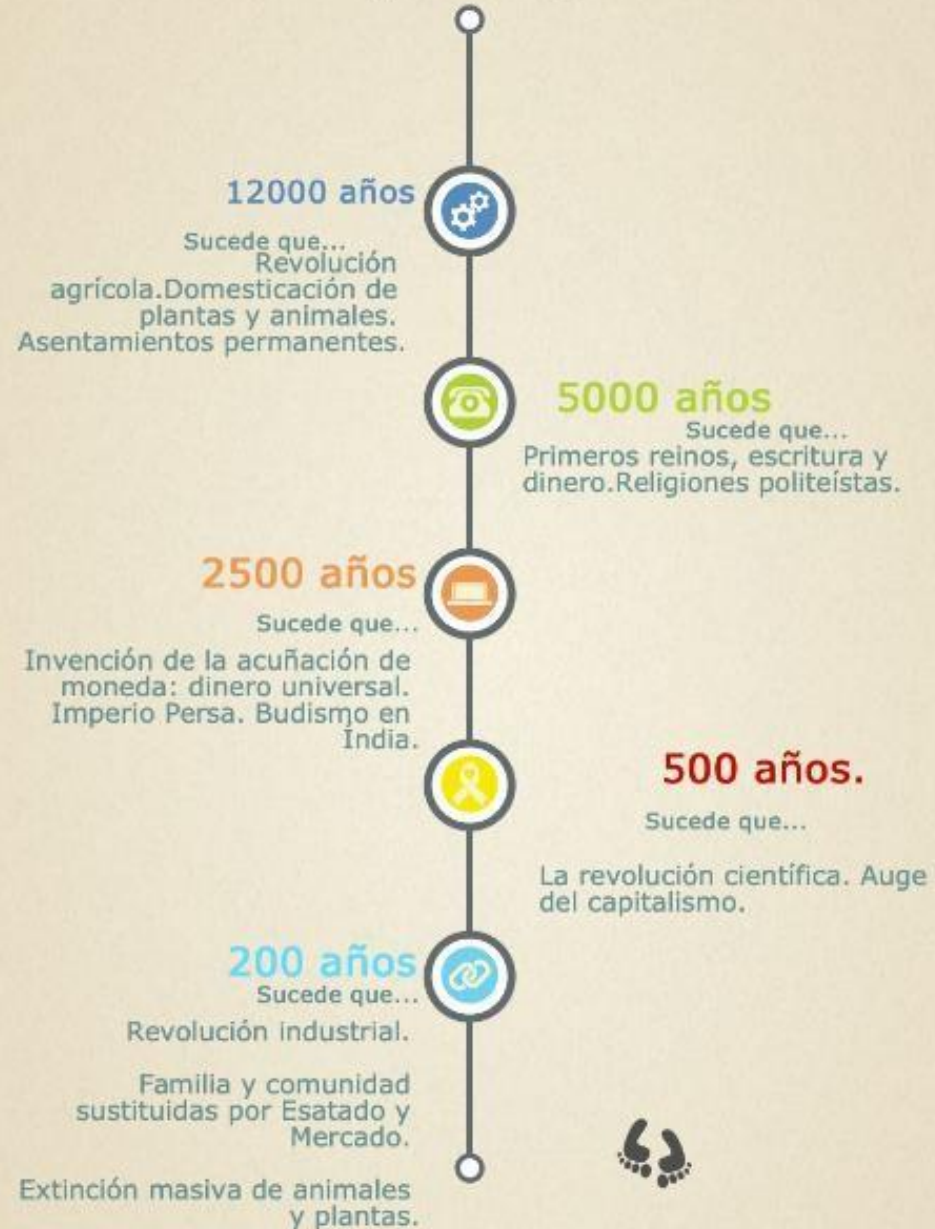 12000 años
Sucede que...
Revolución
agrícola.Domesticación de
plantas y animales.
Asentamientos permanentes.
5000 años
Sucede que...
Primeros reinos, escritura y
dinero.Religiones politeístas.
2500 años
Sucede que...
Invención de la acuñación de
moneda: dinero universal.
Imperio Persa. Budismo en
Índia.
500 años.
Sucede que...
La revolución científica. Auge
del capitalismo.
200 años
Sucede que...
Revolución industrial.
Familia y comunidad
sustituidas por Esatado y
Mercado.
Extinción masiva de animales
y plantas.